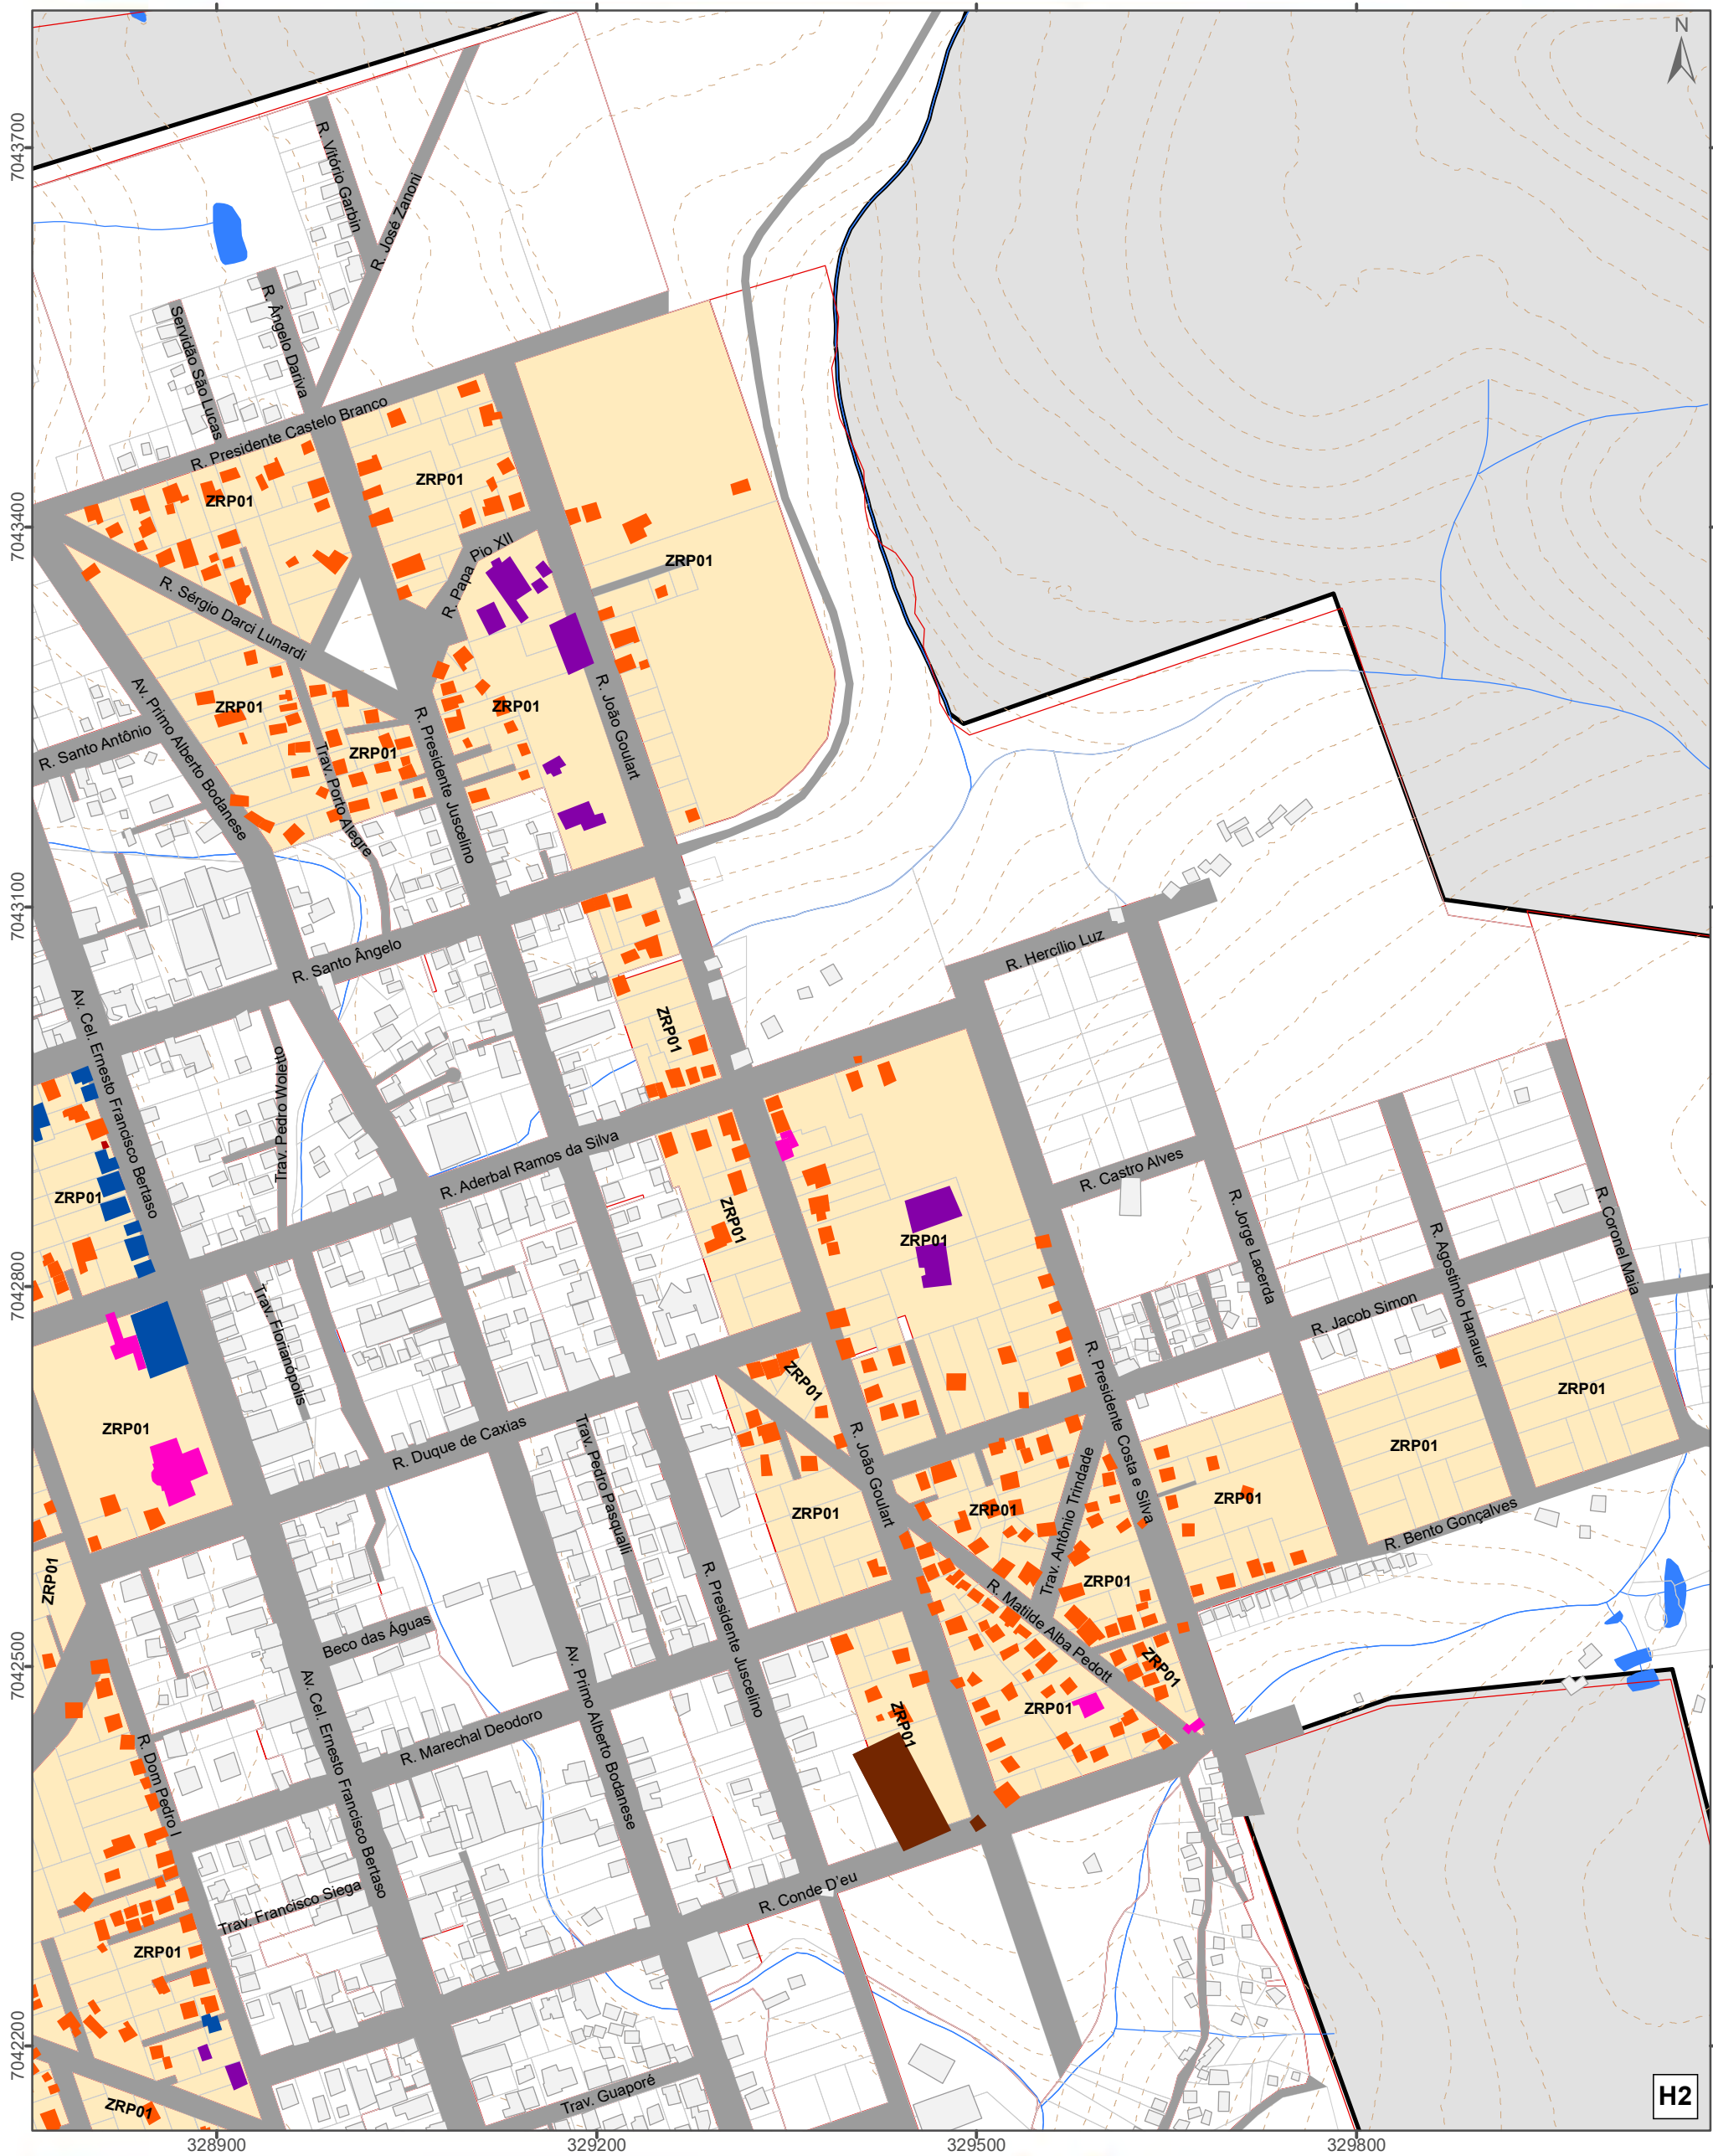 N
7043700
R. Vitório Garbin
R. José Zanoni
R. Ângelo Dariva
Servidão São Lucas
R. Presidente Castelo Branco
ZRP01
ZRP01
7043400
R. Papa Pio XII
ZRP01
R. Sérgio Darci Lunardi
Av. Primo Alberto Bodanese
R. João Goulart
ZRP01
ZRP01
R. Santo Antônio
ZRP01
Trav. Porto Alegre
R. Presidente Juscelino
7043100
R. Santo Ângelo
R. Hercílio Luz
Av. Cel. Ernesto Francisco Bertaso
ZRP01
Trav. Pedro Woletto
R. Aderbal Ramos da Silva
R. Castro Alves
ZRP01
ZRP01
ZRP01
R. Jorge Lacerda
R. Agostinho Hanauer
R. Coronel Maia
7042800
Trav. Florianópolis
R. Jacob Simon
ZRP01
R. Presidente Costa e Silva
ZRP01
ZRP01
R. Duque de Caxias
Trav. Pedro Pasqualli
R. João Goulart
ZRP01
ZRP01
ZRP01
ZRP01
Trav. Antônio Trindade
R. Bento Gonçalves
ZRP01
ZRP01
R. Matilde Alba Pedott
R. Presidente Juscelino
Beco das Águas
7042500
ZRP01
ZRP01
ZRP01
Av. Cel. Ernesto Francisco Bertaso
Av. Primo Alberto Bodanese
R. Marechal Deodoro
R. Dom Pedro I
R. Conde D'eu
Trav. Francisco Siega
ZRP01
7042200
Trav. Guaporé
ZRP01
H2
328900
329200
329500
329800